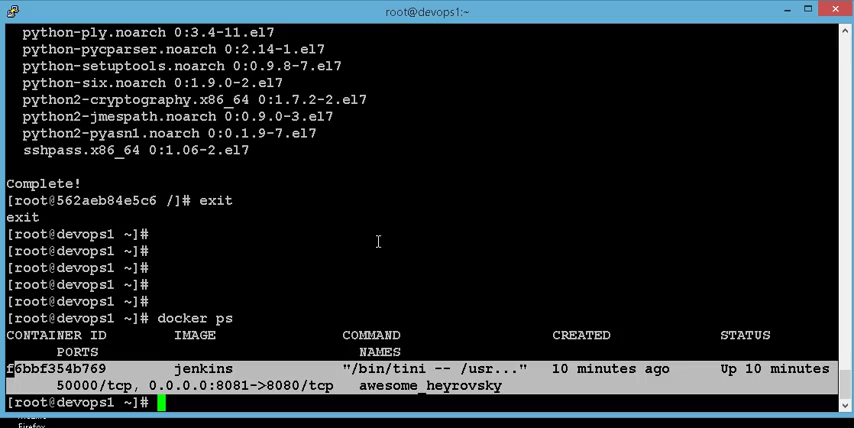 root@devops1:~
python-ply.noarch 0:3.4-11.el7
python-pycparser.noarch 0:2.14-1.el7
python-setuptools.noarch 0:0.9.8-7.el7
python-six.noarch 0:1.9.0-2.el7
python2-cryptography.x86_64 0:1.7.2-2.el7
python2-jmespath.noarch 0:0.9.0-3.el7
python2-pyasn1.noarch 0:0.1.9-7.el7
sshpass.x86_64 0:1.06-2.el7
Complete!
[root@562aeb84e5c6 /]# exit
exit
[root@devops1 ~]#
[root@devops1 ~]#
[root@devops1 ~]#
[root@devops1 ~]#
[root@devops1 ~]#
[root@devops1 ~]# docker ps
CONTAINER ID IMAGE COMMAND CREATED STATUS
PORTS NAMES
f6bbf354b769 jenkins "/bin/tini -- /usr..." 10 minutes ago Up 10 minutes
50000/tcp, 0.0.0.0:8081->8080/tcp awesome_heyrovsky
[root@devops1 ~]#
Firefox